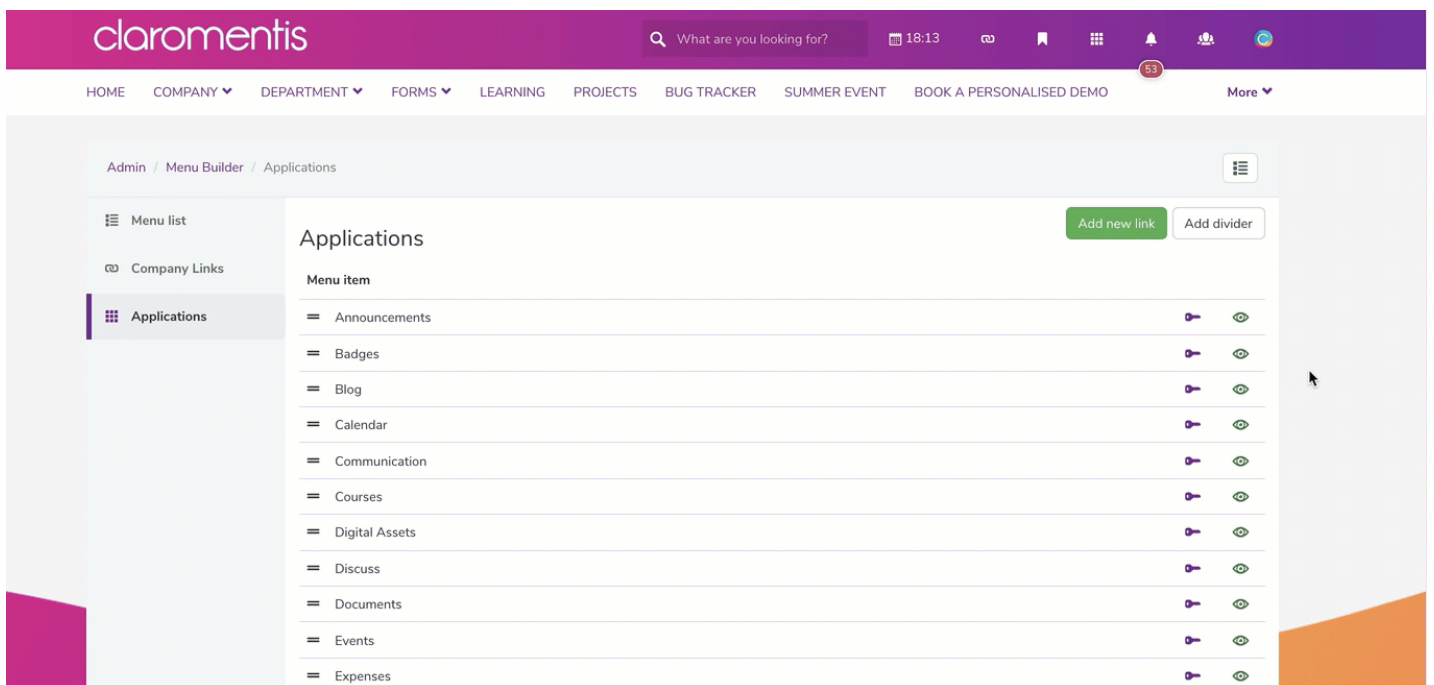 claromentis
What are you looking for?
18:13
53
HOME COMPANY DEPARTMENT FORMS LEARNING PROJECTS BUG TRACKER SUMMER EVENT BOOK A PERSONALISED DEMO More
Admin / Menu Builder / Applications
Menu list
Company Links
Applications
Applications
Add new link Add divider
Menu item
Announcements
Badges
Blog
Calendar
Communication
Courses
Digital Assets
Discuss
Documents
Events
Expenses